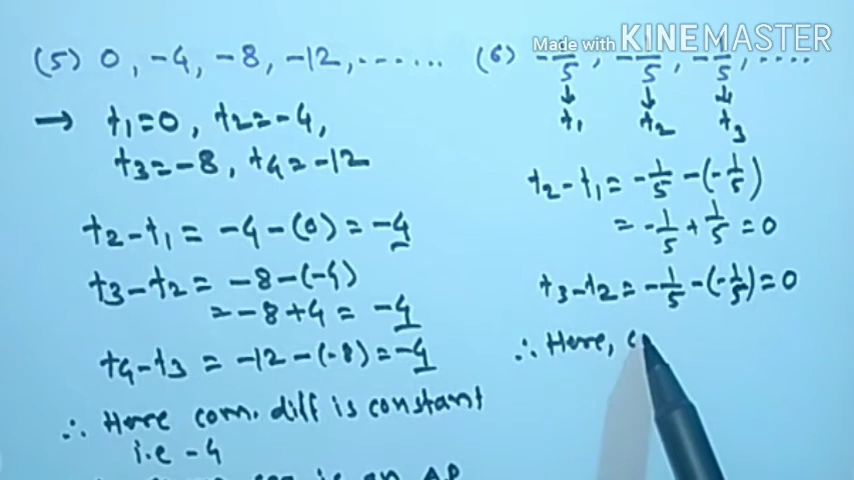 Made with KINEMASTER
(5) 0, -4, -8, -12, .......
→ t₁=0, t₂=-4,
t₃=-8, t₄=-12
t₂-t₁ = -4-(0) = -4
t₃-t₂ = -8-(-4)
= -8+4 = -4
t₄-t₃ = -12-(-8) = -4
∴ Here com. diff is constant
i.e -4
is an AP
(6) -1/5, -1/5, -1/5, ....
↓ ↓ ↓
t₁ t₂ t₃
t₂-t₁ = -1/5-(-1/5)
= -1/5+1/5 = 0
t₃-t₂ = -1/5-(-1/5) = 0
∴ Here, c